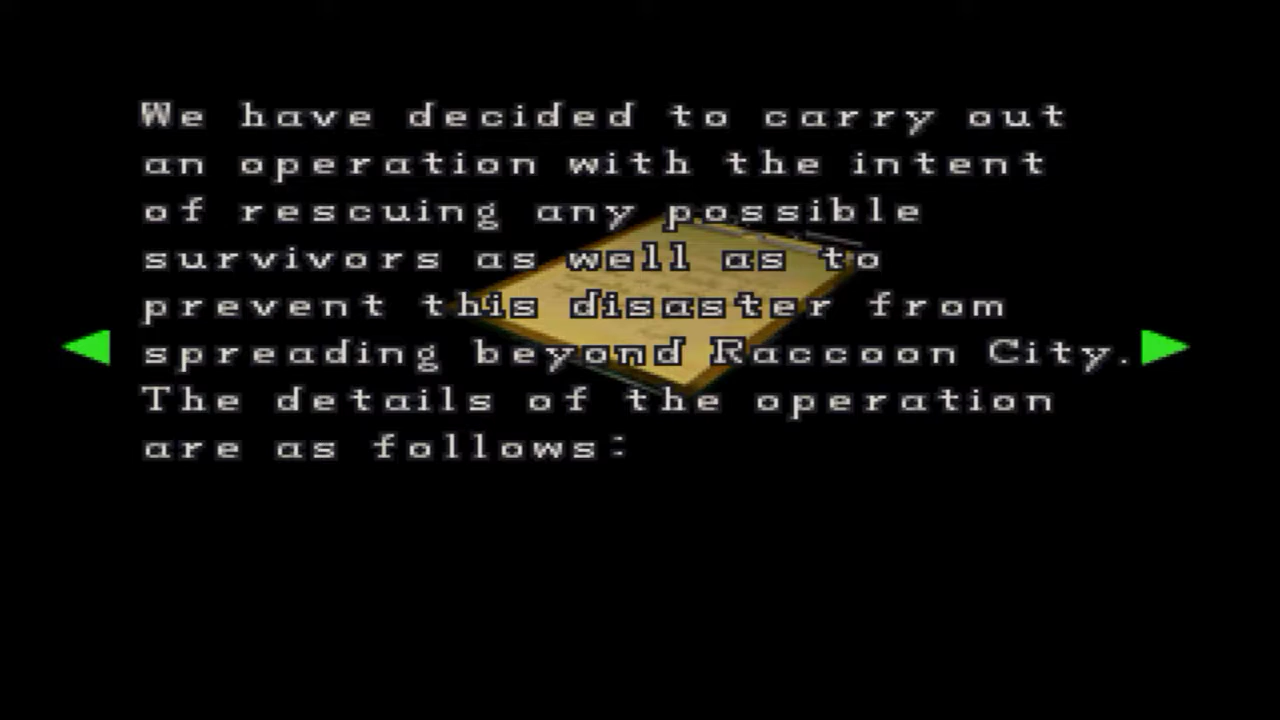 We have decided to carry out
an operation with the intent
of rescuing any possible
survivors as well as to
prevent this disaster from
spreading beyond Raccoon City.
The details of the operation
are as follows: